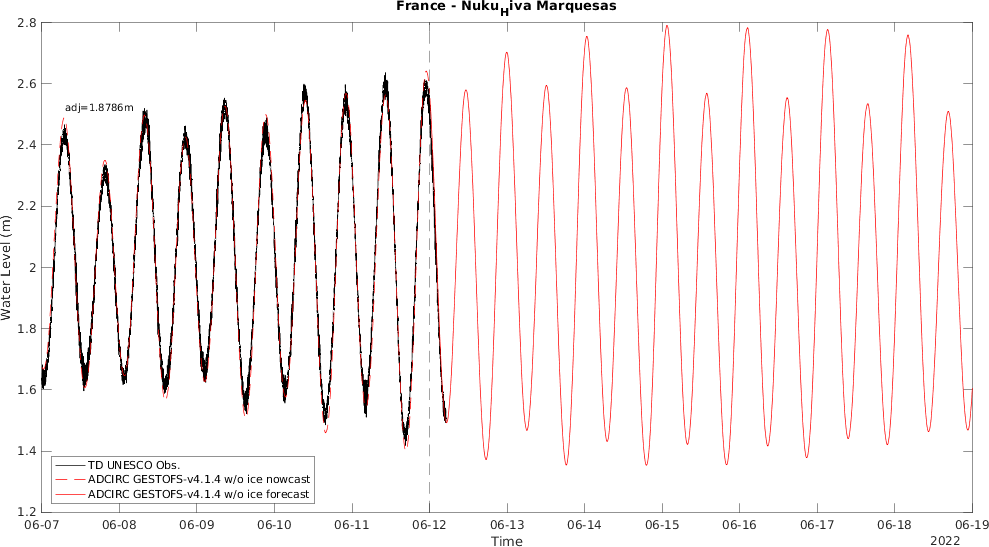 France - Nuku_Hiva Marquesas
2.8
2.6
2.4
2.2
2
1.8
1.6
1.4
1.2
Water Level (m)
adj=1.8786m
TD UNESCO Obs.
ADCIRC GESTOFS-v4.1.4 w/o ice nowcast
ADCIRC GESTOFS-v4.1.4 w/o ice forecast
06-07 06-08 06-09 06-10 06-11 06-12 06-13 06-14 06-15 06-16 06-17 06-18 06-19
Time
2022